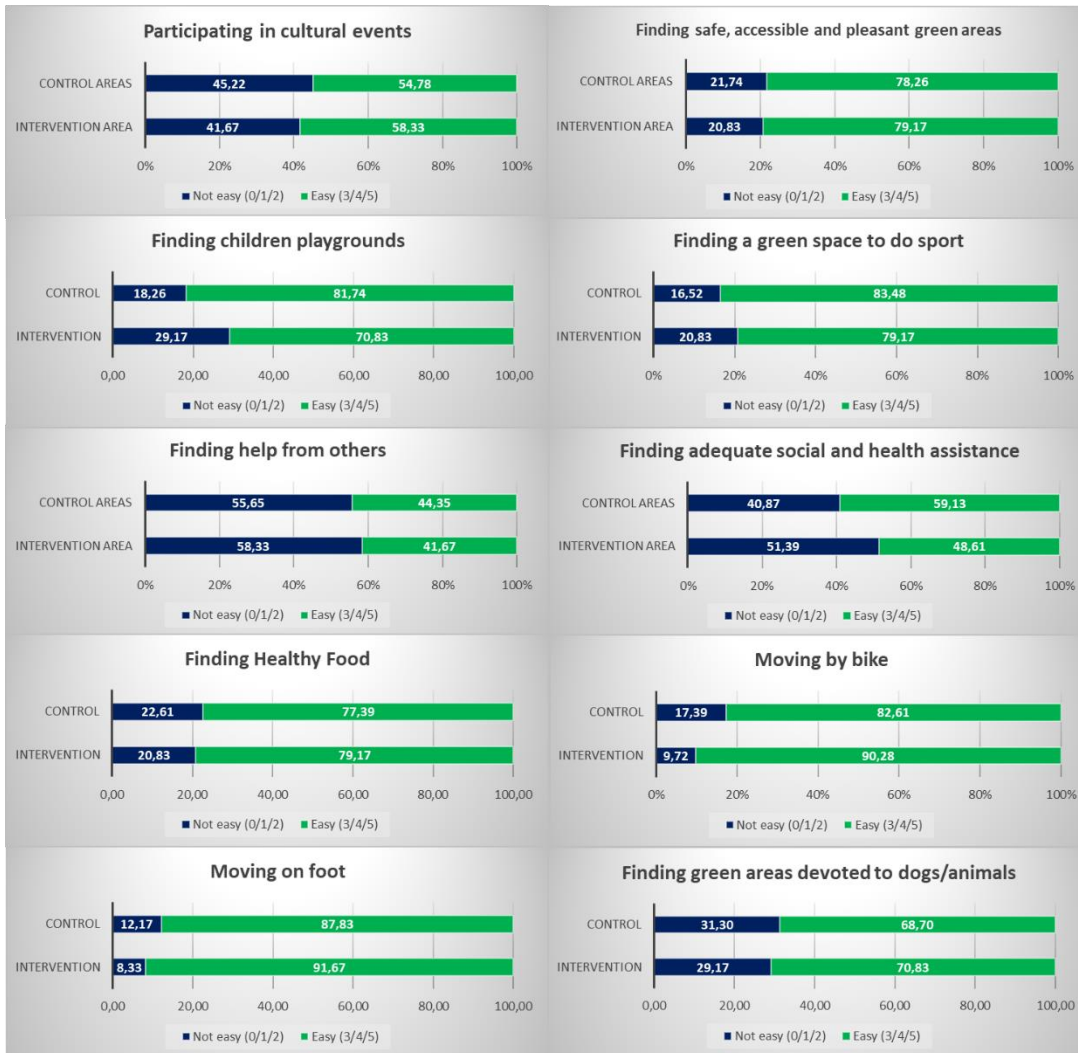 Participating in cultural events
CONTROL AREAS 45,22 54,78
INTERVENTION AREA 41,67 58,33
0% 20% 40% 60% 80% 100%
Not easy (0/1/2) Easy (3/4/5)
Finding safe, accessible and pleasant green areas
CONTROL AREAS 21,74 78,26
INTERVENTION AREA 20,83 79,17
0% 20% 40% 60% 80% 100%
Not easy (0/1/2) Easy (3/4/5)
Finding children playgrounds
CONTROL 18,26 81,74
INTERVENTION 29,17 70,83
0,00 20,00 40,00 60,00 80,00 100,00
Not easy (0/1/2) Easy (3/4/5)
Finding a green space to do sport
CONTROL 16,52 83,48
INTERVENTION 20,83 79,17
0% 20% 40% 60% 80% 100%
Not easy (0/1/2) Easy (3/4/5)
Finding help from others
CONTROL AREAS 55,65 44,35
INTERVENTION AREA 58,33 41,67
0% 20% 40% 60% 80% 100%
Not easy (0/1/2) Easy (3/4/5)
Finding adequate social and health assistance
CONTROL AREAS 40,87 59,13
INTERVENTION AREA 51,39 48,61
0% 20% 40% 60% 80% 100%
Not easy (0/1/2) Easy (3/4/5)
Finding Healthy Food
CONTROL 22,61 77,39
INTERVENTION 20,83 79,17
0,00 20,00 40,00 60,00 80,00 100,00
Not easy (0/1/2) Easy (3/4/5)
Moving by bike
CONTROL 17,39 82,61
INTERVENTION 9,72 90,28
0% 20% 40% 60% 80% 100%
Not easy (0/1/2) Easy (3/4/5)
Moving on foot
CONTROL 12,17 87,83
INTERVENTION 8,33 91,67
0,00 20,00 40,00 60,00 80,00 100,00
Not easy (0/1/2) Easy (3/4/5)
Finding green areas devoted to dogs/animals
CONTROL 31,30 68,70
INTERVENTION 29,17 70,83
0,00 20,00 40,00 60,00 80,00 100,00
Not easy (0/1/2) Easy (3/4/5)